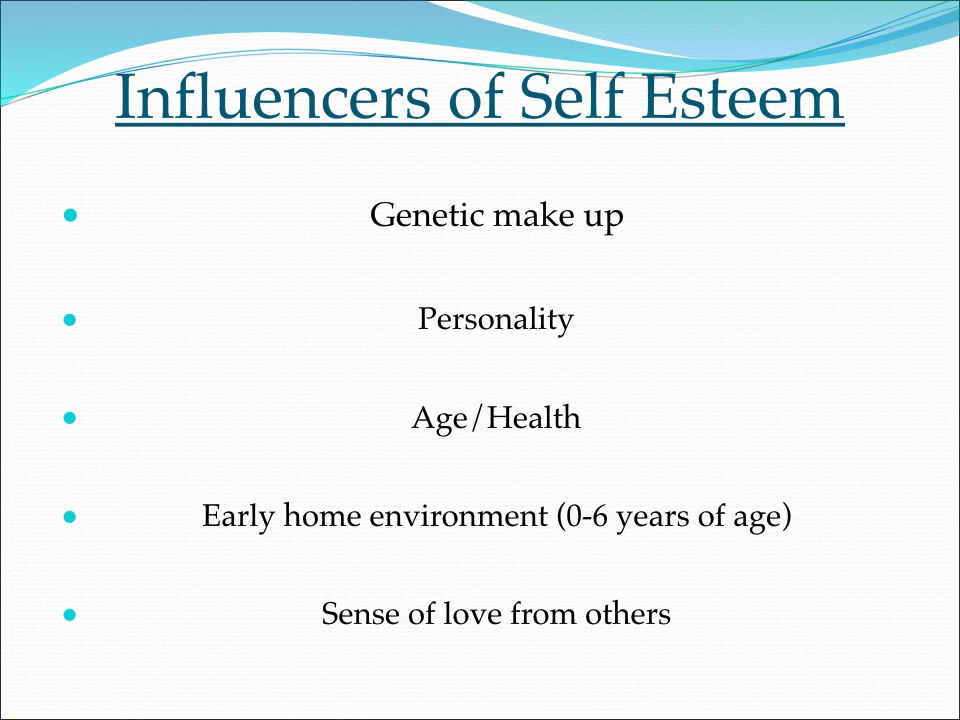 Influencers of Self Esteem
• Genetic make up
• Personality
• Age/Health
• Early home environment (0-6 years of age)
• Sense of love from others